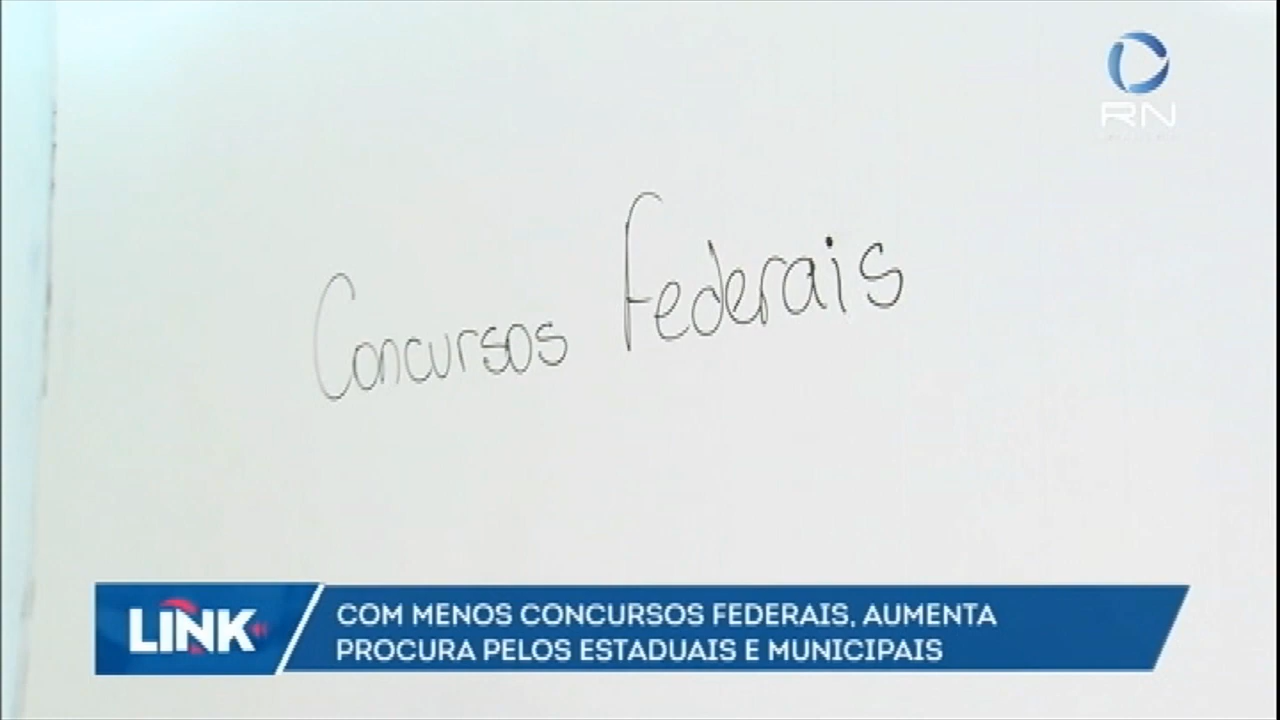 RN
Concursos Federais
LINK
COM MENOS CONCURSOS FEDERAIS, AUMENTA
PROCURA PELOS ESTADUAIS E MUNICIPAIS